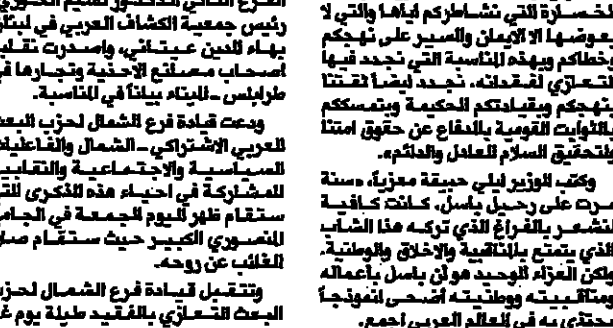 لخسارة التي نشاطركم اياها والتي لا
يعوضها الا الايمان والسير على نهجكم
وخطاكم وبهذه المناسبة التي نجدد فيها
التعازي لفقدانه، نجدد ايضاً ثقتنا
بنهجكم وبقيادتكم الحكيمة وبتمسككم
بالثوابت القومية بالدفاع عن حقوق امتنا
لتحقيق السلام العادل والدائم».
وكتب الوزير ايلي حبيقة معزياً، «سنة
مرت على رحيل باسل، كانت كافية
لنشعر بالفراغ الذي تركه هذا الشاب
الذي يتمتع بالمناقبية والاخلاق والوطنية.
ولكن العزاء الوحيد هو ان باسل بأعماله
ومناقبيته ووطنيته اضحى انموذجاً
يحتذى به في العالم العربي اجمع.
رئيس جمعية الكشاف العربي في لبنان
بهاء الدين عيتاني، واصدرت نقابة
اصحاب مصانع الاحذية وتجارها في
طرابلس ـ الميناء بياناً في المناسبة.
ودعت قيادة فرع الشمال لحزب البعث
العربي الاشتراكي ـ الشمال والفاعليات
السياسية والاجتماعية والنقابية
للمشاركة في احياء هذه الذكرى التي
ستقام ظهر اليوم الجمعة في الجامع
المنصوري الكبير حيث ستقام صلاة
الغائب عن روحه.
وتتقبل قيادة فرع الشمال لحزب
البعث التعازي بالفقيد طيلة يوم غد